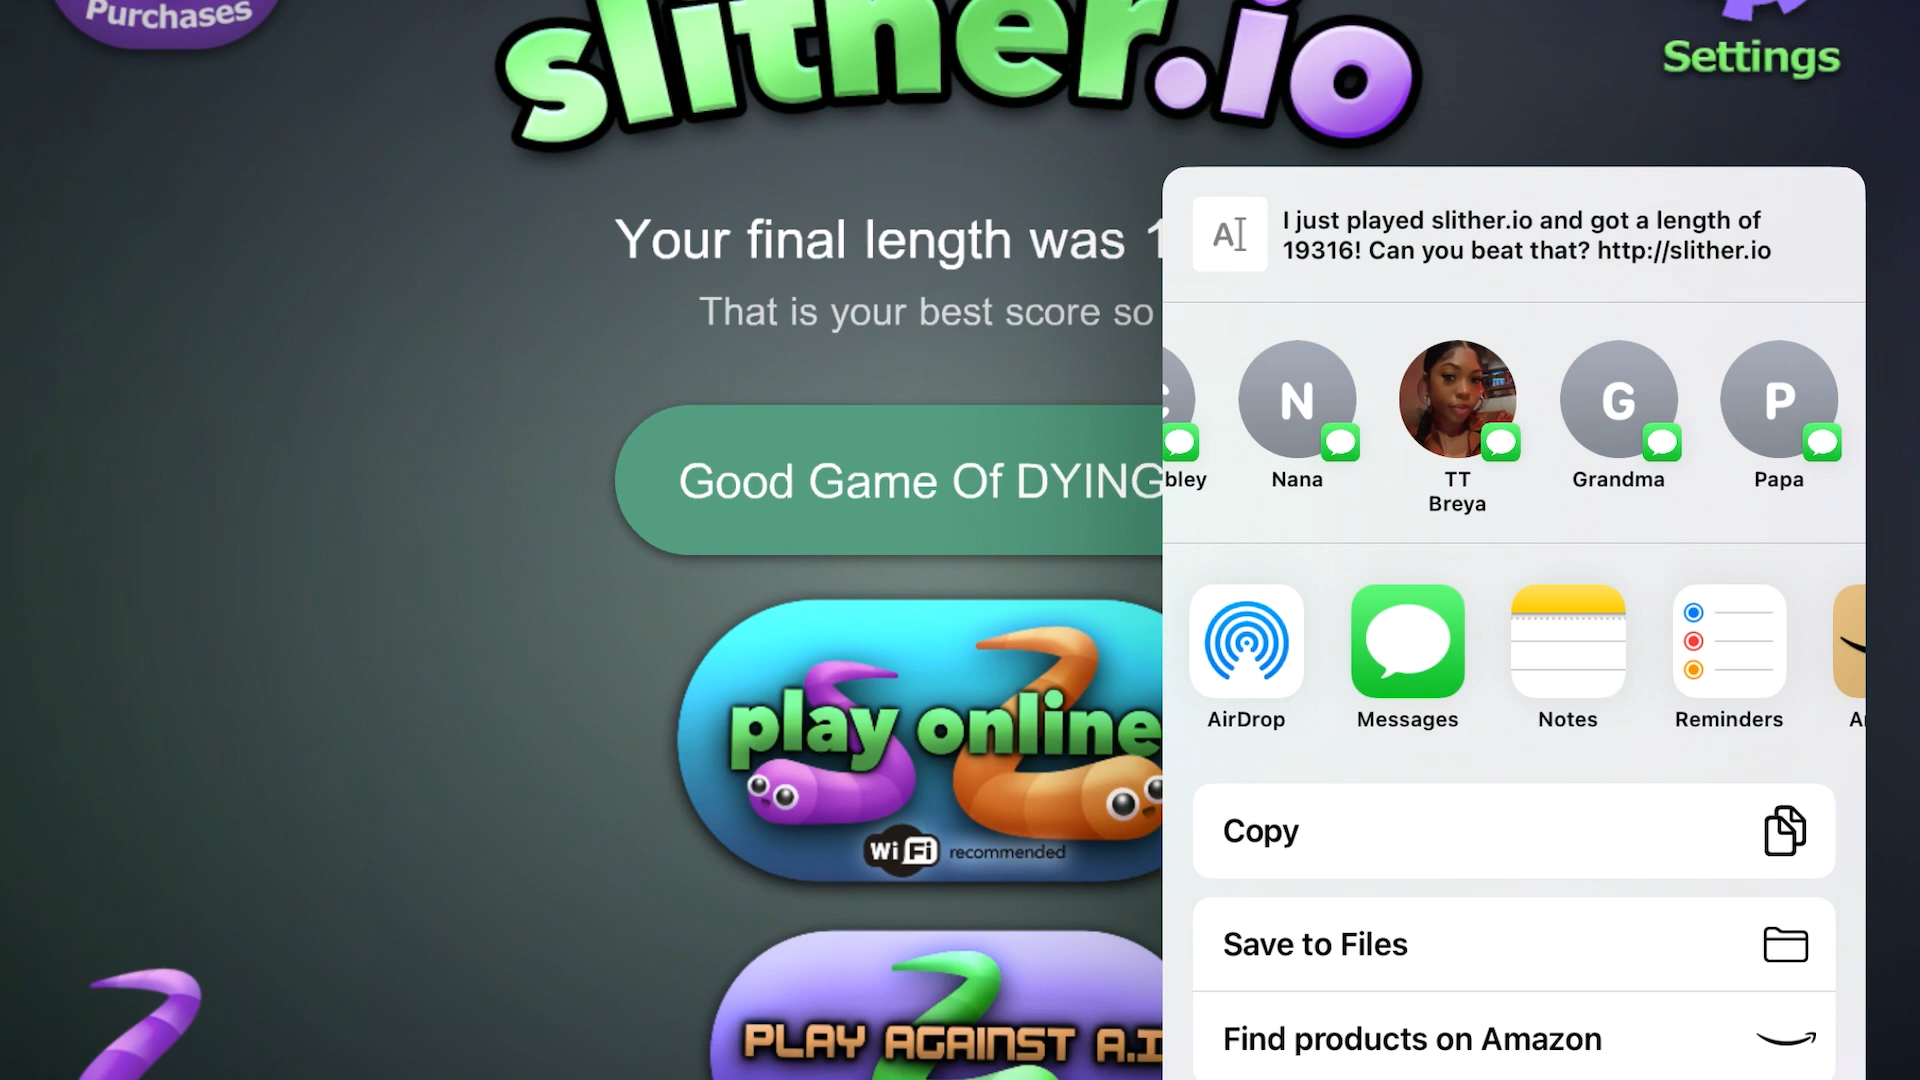 Purchases
slither.io
Settings
Your final length was 1
That is your best score so
Good Game Of DYING
play online
WiFi recommended
PLAY AGAINST A.I
I just played slither.io and got a length of
19316! Can you beat that? http://slither.io
bley
N
Nana
TT
Breya
G
Grandma
P
Papa
AirDrop
Messages
Notes
Reminders
Copy
Save to Files
Find products on Amazon